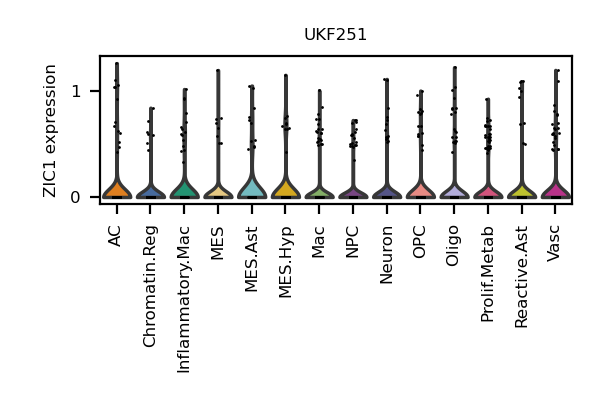 UKF251
ZIC1 expression
1
0
AC
Chromatin.Reg
Inflammatory.Mac
MES
MES.Ast
MES.Hyp
Mac
NPC
Neuron
OPC
Oligo
Prolif.Metab
Reactive.Ast
Vasc